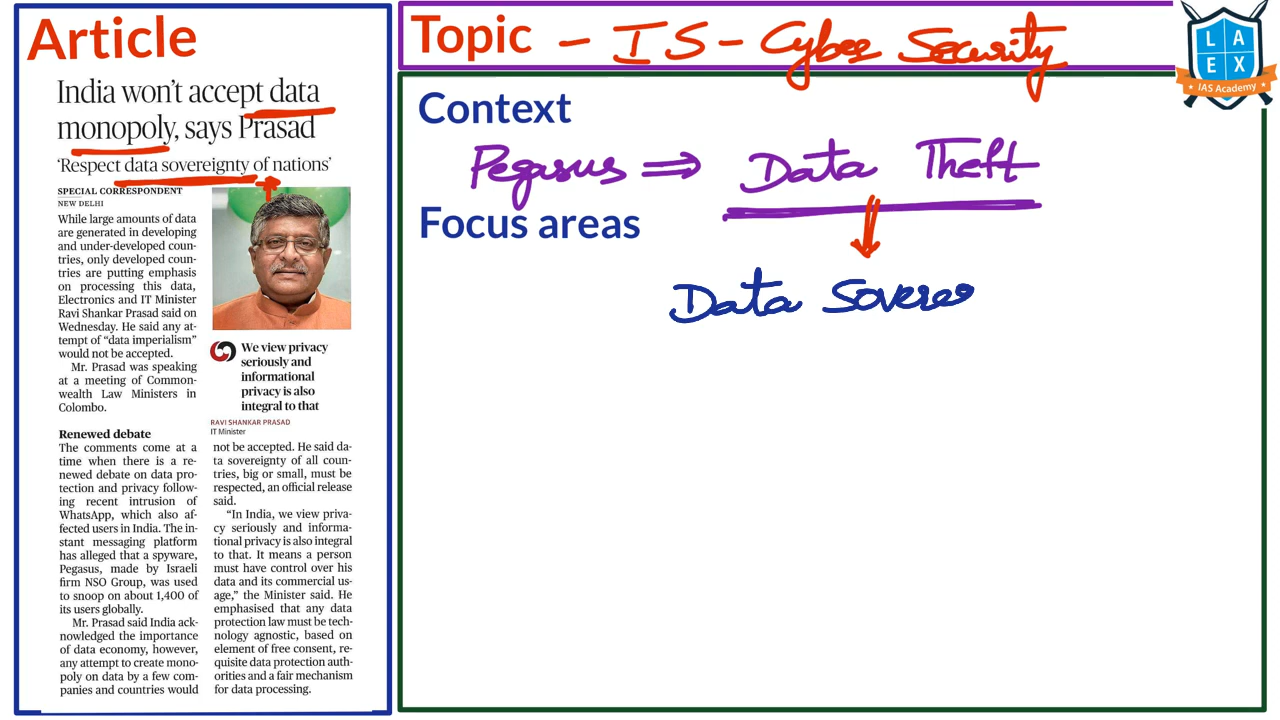 Article
India won't accept data
monopoly, says Prasad
'Respect data sovereignty of nations'
SPECIAL CORRESPONDENT
NEW DELHI
While large amounts of data
are generated in developing
and under-developed coun-
tries, only developed coun-
tries are putting emphasis
on processing this data,
Electronics and IT Minister
Ravi Shankar Prasad said on
Wednesday. He said any at-
tempt of "data imperialism"
would not be accepted.
Mr. Prasad was speaking
at a meeting of Common-
wealth Law Ministers in
Colombo.
Renewed debate
The comments come at a
time when there is a re-
newed debate on data pro-
tection and privacy follow-
ing recent intrusion of
WhatsApp, which also af-
fected users in India. The in-
stant messaging platform
has alleged that a spyware,
Pegasus, made by Israeli
firm NSO Group, was used
to snoop on about 1,400 of
its users globally.
Mr. Prasad said India ack-
nowledged the importance
of data economy, however,
any attempt to create mono-
poly on data by a few com-
panies and countries would
We view privacy
seriously and
informational
privacy is also
integral to that
RAVI SHANKAR PRASAD
IT Minister
not be accepted. He said da-
ta sovereignty of all coun-
tries, big or small, must be
respected, an official release
said.
"In India, we view priva-
cy seriously and informa-
tional privacy is also integral
to that. It means a person
must have control over his
data and its commercial us-
age," the Minister said. He
emphasised that any data
protection law must be tech-
nology agnostic, based on
element of free consent, re-
quisite data protection auth-
orities and a fair mechanism
for data processing.
Topic - IS - Cyber Security
L A
E X
IAS Academy
Context
Pegasus ⇒ Data Theft
Focus areas
Data Sovere